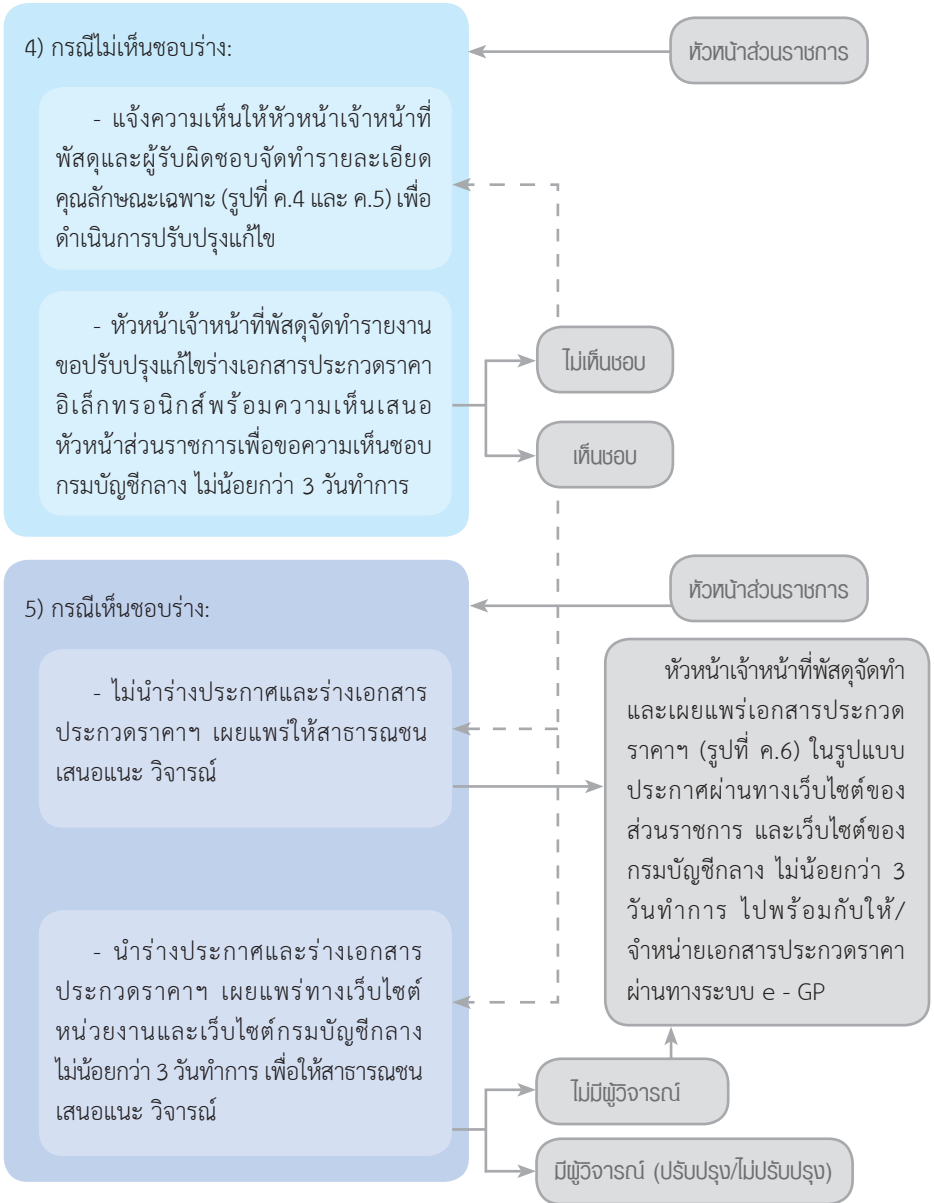 4) กรณีไม่เห็นชอบร่าง:
หัวหน้าส่วนราชการ
- แจ้งความเห็นให้หัวหน้าเจ้าหน้าที่
พัสดุและผู้รับผิดชอบจัดทำรายละเอียด
คุณลักษณะเฉพาะ (รูปที่ ค.4 และ ค.5) เพื่อ
ดำเนินการปรับปรุงแก้ไข
- หัวหน้าเจ้าหน้าที่พัสดุจัดทำรายงาน
ขอปรับปรุงแก้ไขร่างเอกสารประกวดราคา
อิเล็กทรอนิกส์พร้อมความเห็นเสนอ
หัวหน้าส่วนราชการเพื่อขอความเห็นชอบ
กรมบัญชีกลาง ไม่น้อยกว่า 3 วันทำการ
ไม่เห็นชอบ
เห็นชอบ
5) กรณีเห็นชอบร่าง:
หัวหน้าส่วนราชการ
- ไม่นำร่างประกาศและร่างเอกสาร
ประกวดราคาฯ เผยแพร่ให้สาธารณชน
เสนอแนะ วิจารณ์
หัวหน้าเจ้าหน้าที่พัสดุจัดทำ
และเผยแพร่เอกสารประกวด
ราคาฯ (รูปที่ ค.6) ในรูปแบบ
ประกาศผ่านทางเว็บไซต์ของ
ส่วนราชการ และเว็บไซต์ของ
กรมบัญชีกลาง ไม่น้อยกว่า 3
วันทำการ ไปพร้อมกับให้/
จำหน่ายเอกสารประกวดราคา
ผ่านทางระบบ e - GP
- นำร่างประกาศและร่างเอกสาร
ประกวดราคาฯ เผยแพร่ทางเว็บไซต์
หน่วยงานและเว็บไซต์กรมบัญชีกลาง
ไม่น้อยกว่า 3 วันทำการ เพื่อให้สาธารณชน
เสนอแนะ วิจารณ์
ไม่มีผู้วิจารณ์
มีผู้วิจารณ์ (ปรับปรุง/ไม่ปรับปรุง)